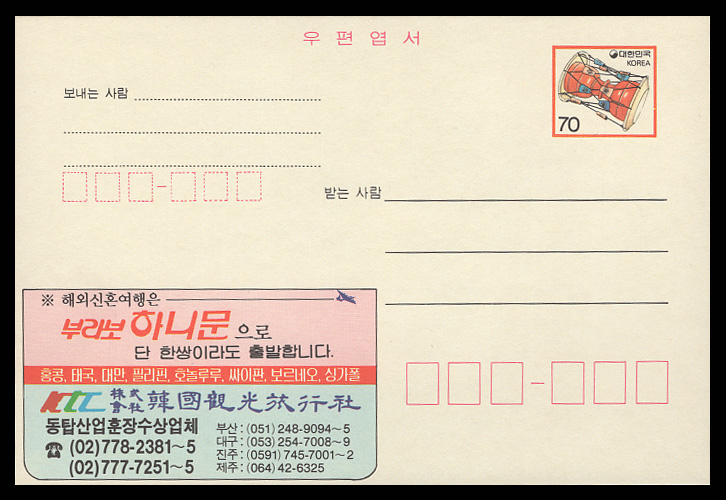 우편엽서
대한민국
KOREA
70
보내는 사람
받는 사람
※ 해외신혼여행은
부라보 하니문으로
단 한쌍이라도 출발합니다.
홍콩, 태국, 대만, 필리핀, 호놀루루, 싸이판, 보르네오, 싱가폴
KTC 株式會社 韓國觀光旅行社
동탑산업훈장수상업체
☎ (02)778-2381~5
(02)777-7251~5
부산: (051) 248-9094~5
대구: (053) 254-7008~9
진주: (0591) 745-7001~2
제주: (064) 42-6325